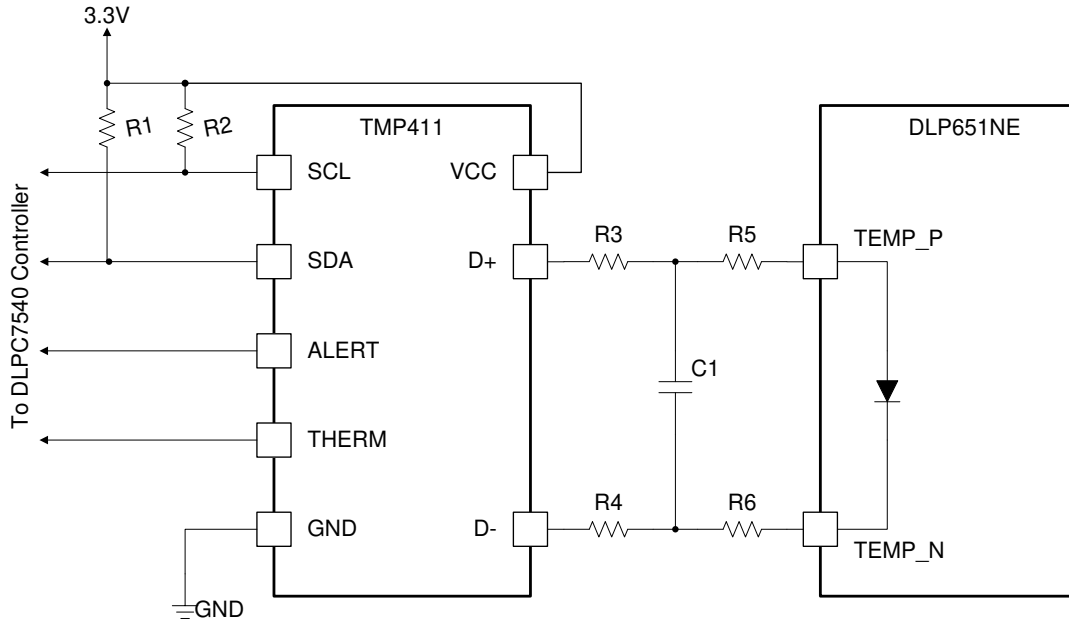 3.3V
R1
R2
TMP411
DLP651NE
SCL
VCC
SDA
D+
R3
R5
TEMP_P
ALERT
C1
THERM
GND
D-
R4
R6
TEMP_N
GND
To DLPC7540 Controller